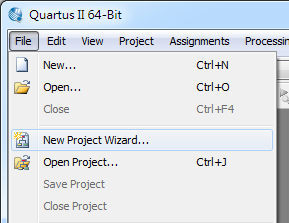 Quartus II 64-Bit
File Edit View Project Assignments Processin
New... Ctrl+N
Open... Ctrl+O
Close Ctrl+F4
New Project Wizard...
Open Project... Ctrl+J
Save Project
Close Project